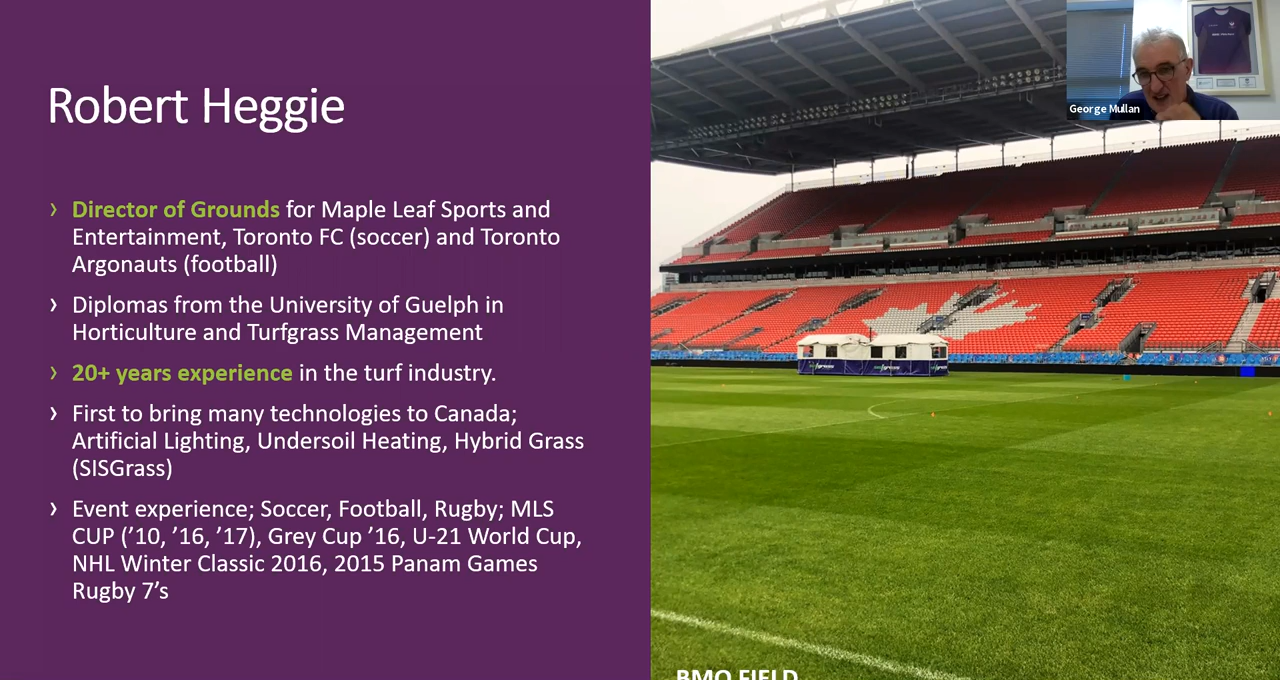 Robert Heggie
George Mullan
› Director of Grounds for Maple Leaf Sports and
Entertainment, Toronto FC (soccer) and Toronto
Argonauts (football)
› Diplomas from the University of Guelph in
Horticulture and Turfgrass Management
› 20+ years experience in the turf industry.
› First to bring many technologies to Canada;
Artificial Lighting, Undersoil Heating, Hybrid Grass
(SISGrass)
› Event experience; Soccer, Football, Rugby; MLS
CUP (’10, ’16, ’17), Grey Cup ’16, U-21 World Cup,
NHL Winter Classic 2016, 2015 Panam Games
Rugby 7’s
BMO FIELD